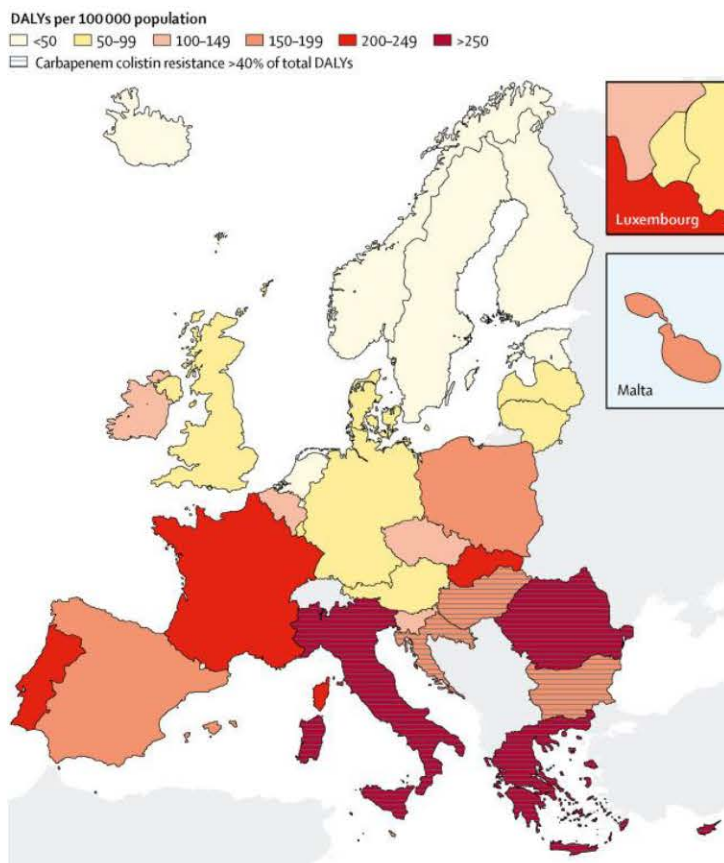 DALYs per 100 000 population
<50 50–99 100–149 150–199 200–249 >250
Carbapenem colistin resistance >40% of total DALYs
Luxembourg
Malta